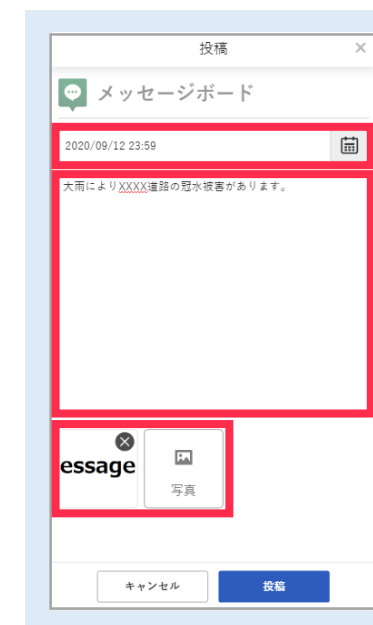 投稿
メッセージボード
2020/09/12 23:59
大雨によりXXXX道路の冠水被害があります。
essage
写真
キャンセル
投稿